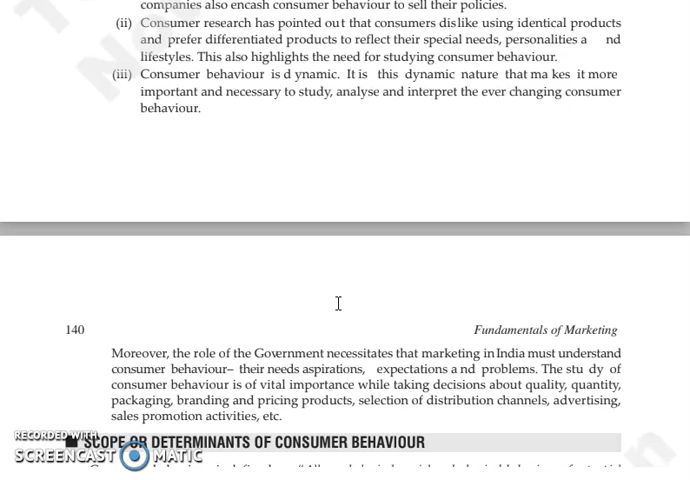 companies also encash consumer behaviour to sell their policies.
(ii) Consumer research has pointed out that consumers dislike using identical products
and prefer differentiated products to reflect their special needs, personalities a nd
lifestyles. This also highlights the need for studying consumer behaviour.
(iii) Consumer behaviour is d ynamic. It is this dynamic nature that ma kes it more
important and necessary to study, analyse and interpret the ever changing consumer
behaviour.
140 Fundamentals of Marketing
Moreover, the role of the Government necessitates that marketing in India must understand
consumer behaviour– their needs aspirations, expectations a nd problems. The stu dy of
consumer behaviour is of vital importance while taking decisions about quality, quantity,
packaging, branding and pricing products, selection of distribution channels, advertising,
sales promotion activities, etc.
SCOPE OR DETERMINANTS OF CONSUMER BEHAVIOUR
RECORDED WITH
SCREENCAST MATIC